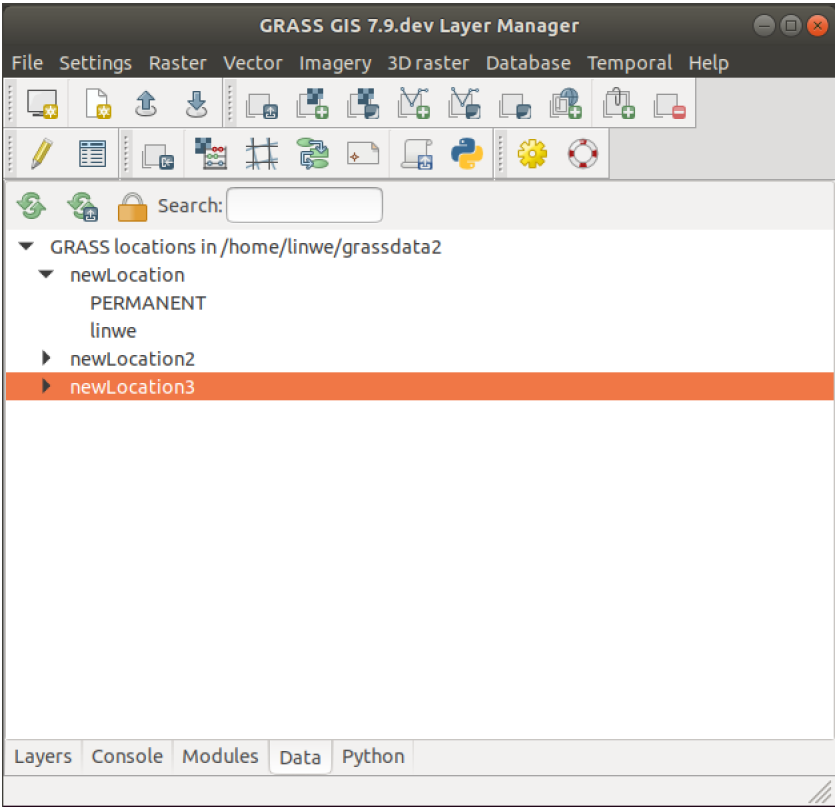 GRASS GIS 7.9.dev Layer Manager
File Settings Raster Vector Imagery 3D raster Database Temporal Help
Search:
GRASS locations in /home/linwe/grassdata2
newLocation
PERMANENT
linwe
newLocation2
newLocation3
Layers Console Modules Data Python